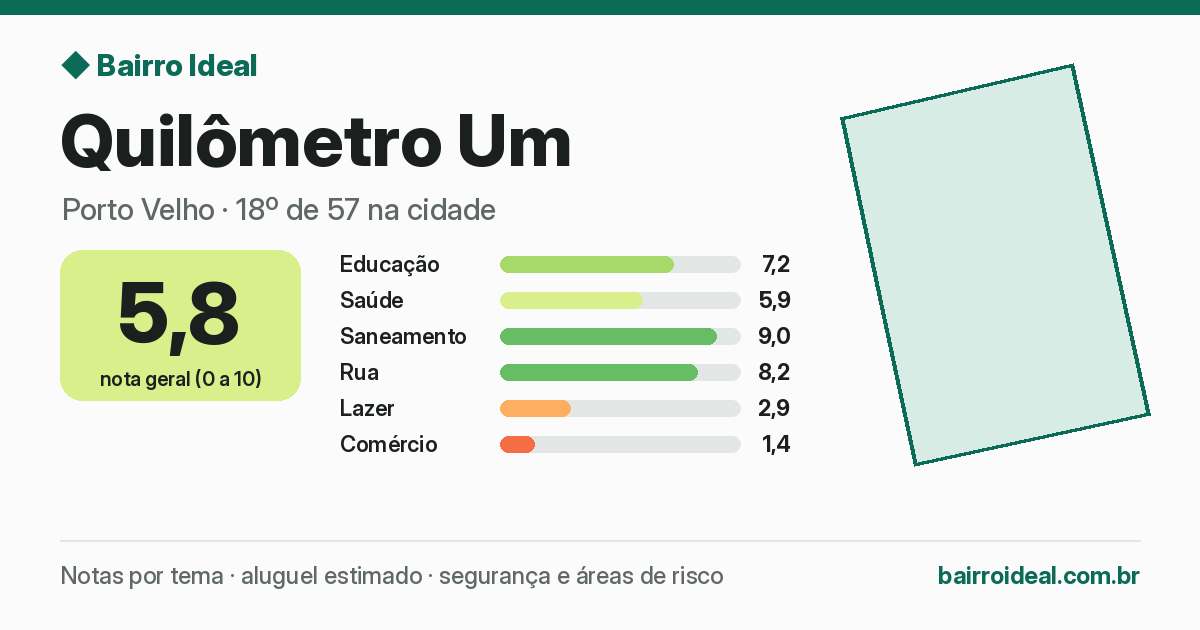 Bairro Ideal
Quilômetro Um
Porto Velho · 18º de 57 na cidade
5,8
nota geral (0 a 10)
Educação 7,2
Saúde 5,9
Saneamento 9,0
Rua 8,2
Lazer 2,9
Comércio 1,4
Notas por tema · aluguel estimado · segurança e áreas de risco
bairroideal.com.br